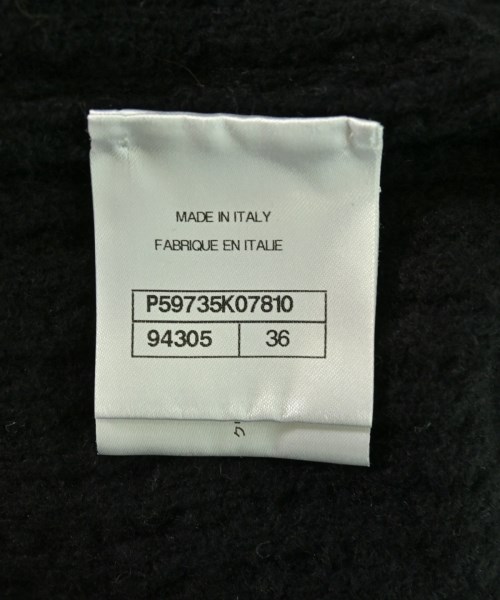 MADE IN ITALY
FABRIQUE EN ITALIE
P59735K07810
94305 36